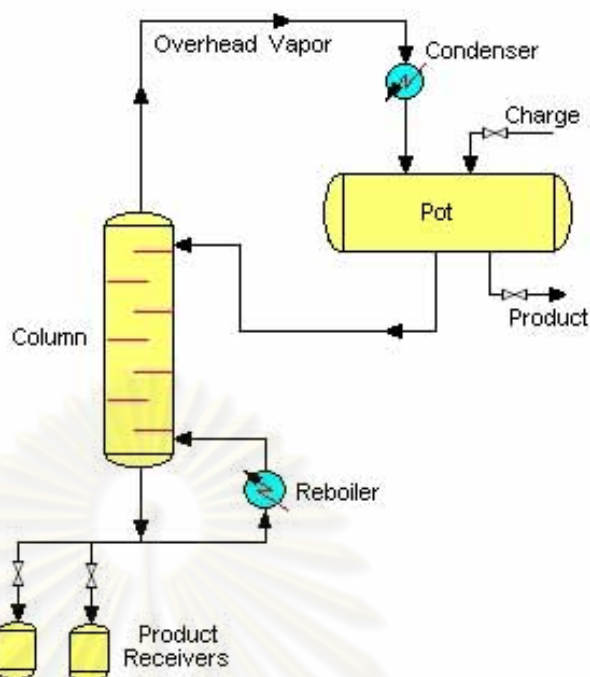 Overhead Vapor
Condenser
Charge
Pot
Product
Column
Reboiler
Product
Receivers